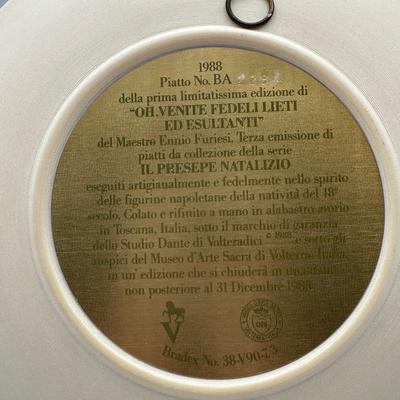 1988
Piatto No. BA
della prima limitatissima edizione di
"OH, VENITE FEDELI LIETI
ED ESULTANTI"
del Maestro Ennio Furiesi. Terza emissione di
piatti da collezione della serie
IL PRESEPE NATALIZIO
eseguiti artigianalmente e fedelmente nello spirito
delle figurine napoletane della natività del 18°
secolo. Colato e rifinito a mano in alabastro avorio
in Toscana, Italia, sotto il marchio di garanzia
dello Studio Dante di Volteradici © 1988 e sotto gli
auspici del Museo d'Arte Sacra di Volterra, Italia,
in un' edizione che si chiuderà in una data
non posteriore al 31 Dicembre 1988.
Bradex No. 38-V90-7.3